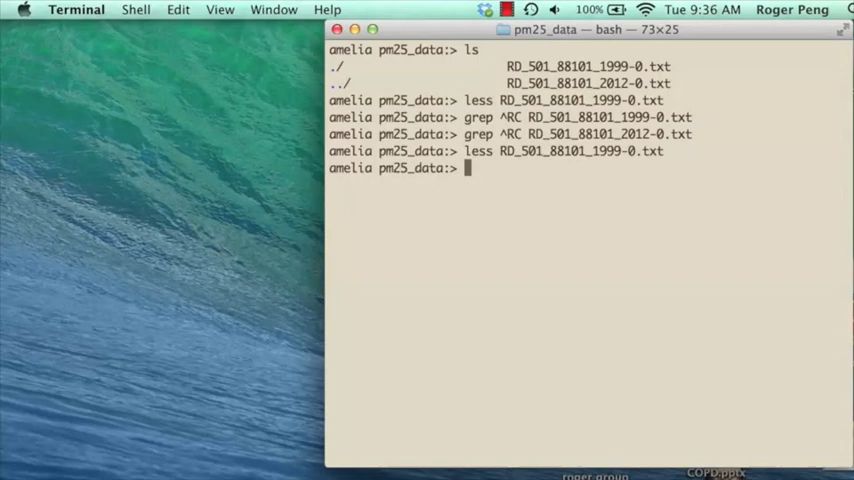 Terminal Shell Edit View Window Help 100% Tue 9:36 AM Roger Peng
pm25_data — bash — 73×25
amelia pm25_data:> ls
./ RD_501_88101_1999-0.txt
../ RD_501_88101_2012-0.txt
amelia pm25_data:> less RD_501_88101_1999-0.txt
amelia pm25_data:> grep ^RC RD_501_88101_1999-0.txt
amelia pm25_data:> grep ^RC RD_501_88101_2012-0.txt
amelia pm25_data:> less RD_501_88101_1999-0.txt
amelia pm25_data:>
roger group COPD.pptx